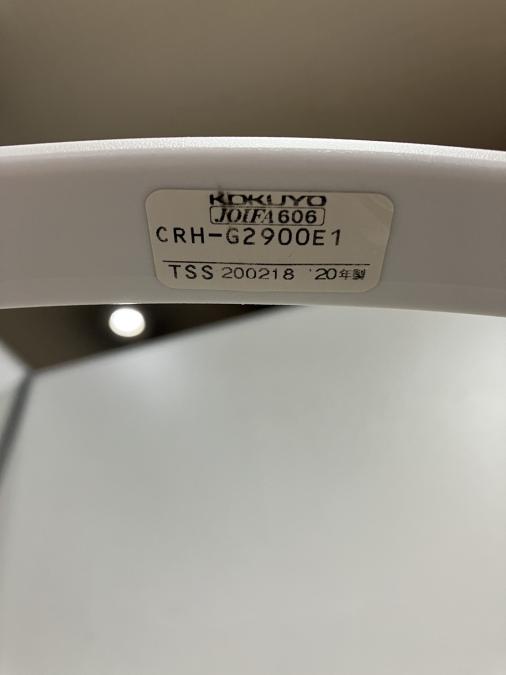 KOKUYO
JOIFA606
CRH-G2900E1
TSS 200218 '20年製